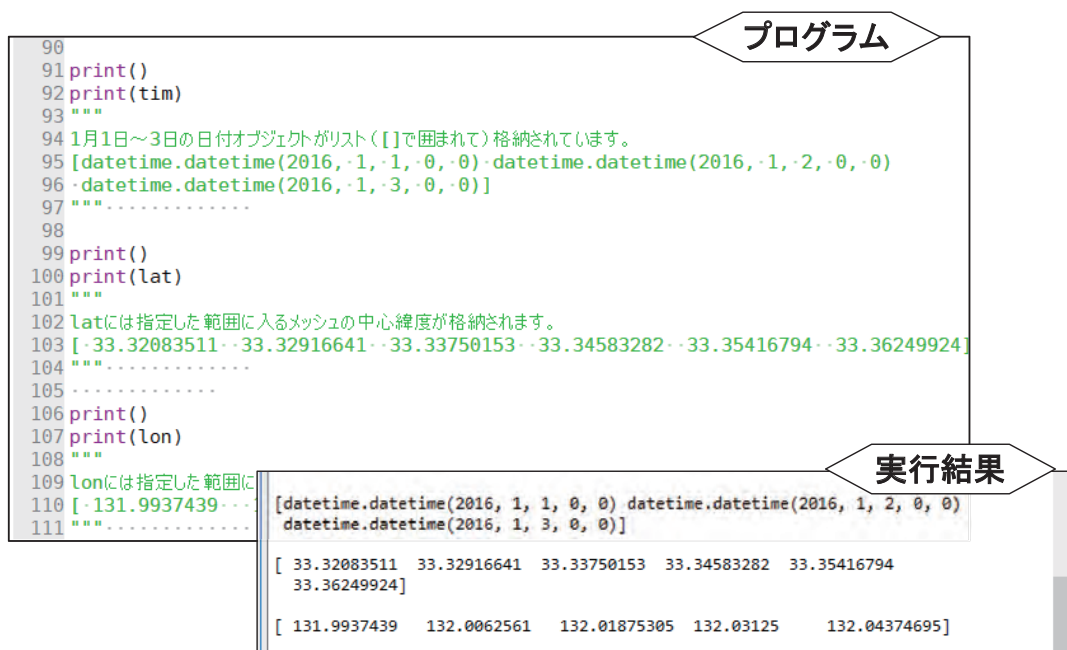 プログラム
90
91 print()
92 print(tim)
93 """
94 1月1日～3日の日付オブジェクトがリスト([]で囲まれて)格納されています。
95 [datetime.datetime(2016,·1,·1,·0,·0)·datetime.datetime(2016,·1,·2,·0,·0)
96 ·datetime.datetime(2016,·1,·3,·0,·0)]
97 """·············
98
99 print()
100 print(lat)
101 """
102 latには指定した範囲に入るメッシュの中心緯度が格納されます。
103 [·33.32083511··33.32916641··33.33750153··33.34583282··33.35416794··33.36249924]
104 """·············
105 ·············
106 print()
107 print(lon)
108 """
109 lonには指定した範囲に
110 [·131.9937439···
111 """·············
実行結果
[datetime.datetime(2016, 1, 1, 0, 0) datetime.datetime(2016, 1, 2, 0, 0)
datetime.datetime(2016, 1, 3, 0, 0)]
[ 33.32083511 33.32916641 33.33750153 33.34583282 33.35416794
33.36249924]
[ 131.9937439 132.0062561 132.01875305 132.03125 132.04374695]